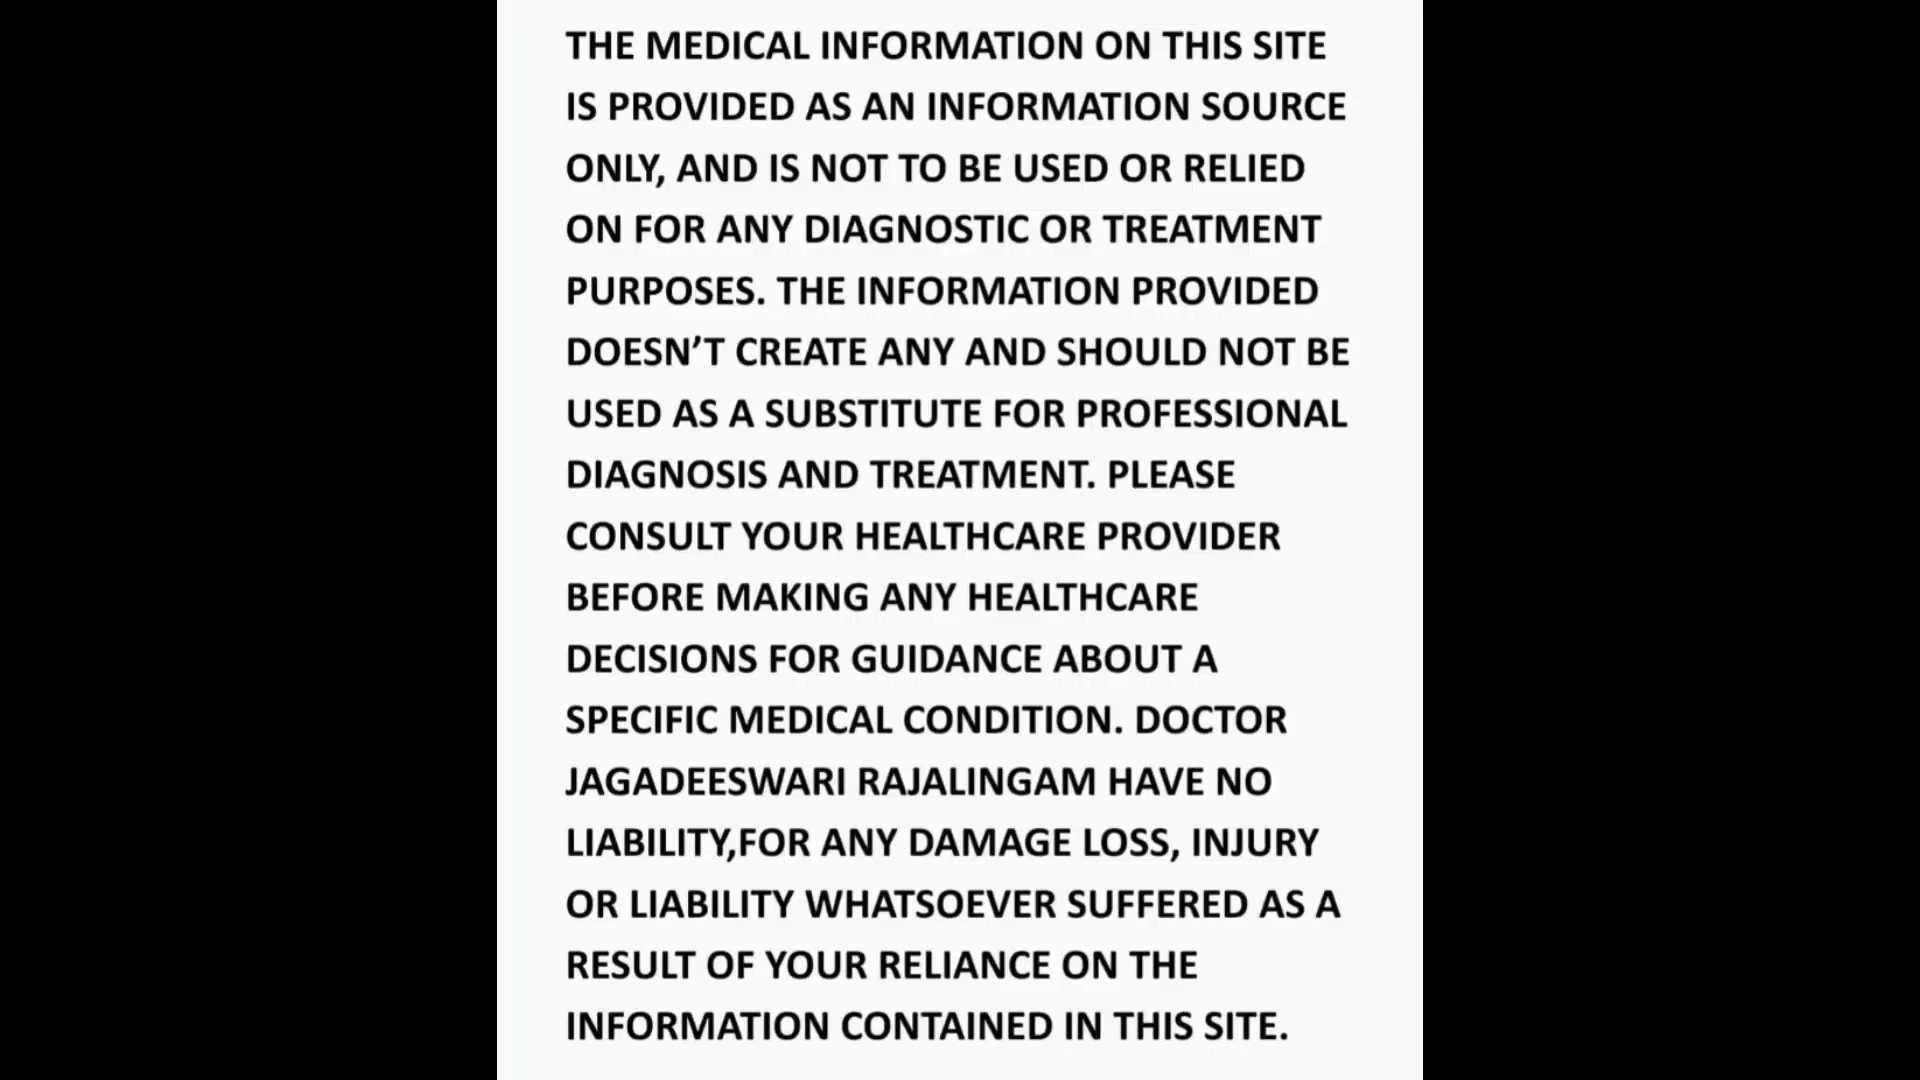 THE MEDICAL INFORMATION ON THIS SITE
IS PROVIDED AS AN INFORMATION SOURCE
ONLY, AND IS NOT TO BE USED OR RELIED
ON FOR ANY DIAGNOSTIC OR TREATMENT
PURPOSES. THE INFORMATION PROVIDED
DOESN’T CREATE ANY AND SHOULD NOT BE
USED AS A SUBSTITUTE FOR PROFESSIONAL
DIAGNOSIS AND TREATMENT. PLEASE
CONSULT YOUR HEALTHCARE PROVIDER
BEFORE MAKING ANY HEALTHCARE
DECISIONS FOR GUIDANCE ABOUT A
SPECIFIC MEDICAL CONDITION. DOCTOR
JAGADEESWARI RAJALINGAM HAVE NO
LIABILITY,FOR ANY DAMAGE LOSS, INJURY
OR LIABILITY WHATSOEVER SUFFERED AS A
RESULT OF YOUR RELIANCE ON THE
INFORMATION CONTAINED IN THIS SITE.